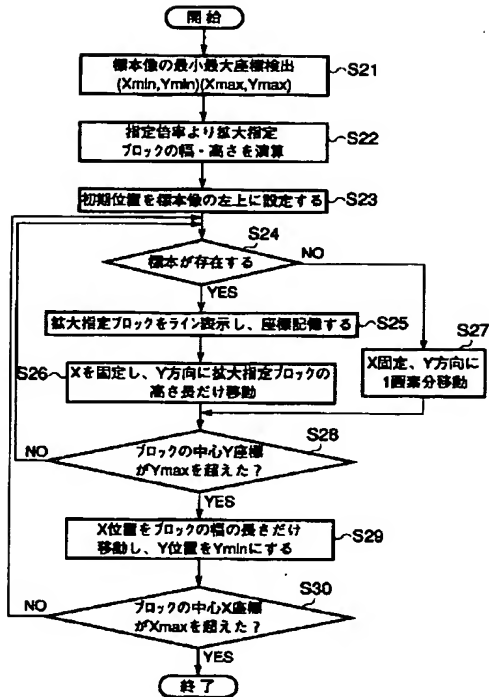 開始
標本像の最小最大座標検出
(Xmin,Ymin)(Xmax,Ymax)
S21
指定倍率より拡大指定
ブロックの幅・高さを演算
S22
初期位置を標本像の左上に設定する
S23
S24
標本が存在する
NO
YES
拡大指定ブロックをライン表示し、座標記憶する
S25
S27
X固定、Y方向に
1画素分移動
S26
Xを固定し、Y方向に拡大指定ブロックの
高さ長だけ移動
S28
NO
ブロックの中心Y座標
がYmaxを超えた?
YES
X位置をブロックの幅の長さだけ
移動し、Y位置をYminにする
S29
S30
NO
ブロックの中心X座標
がXmaxを超えた?
YES
終了